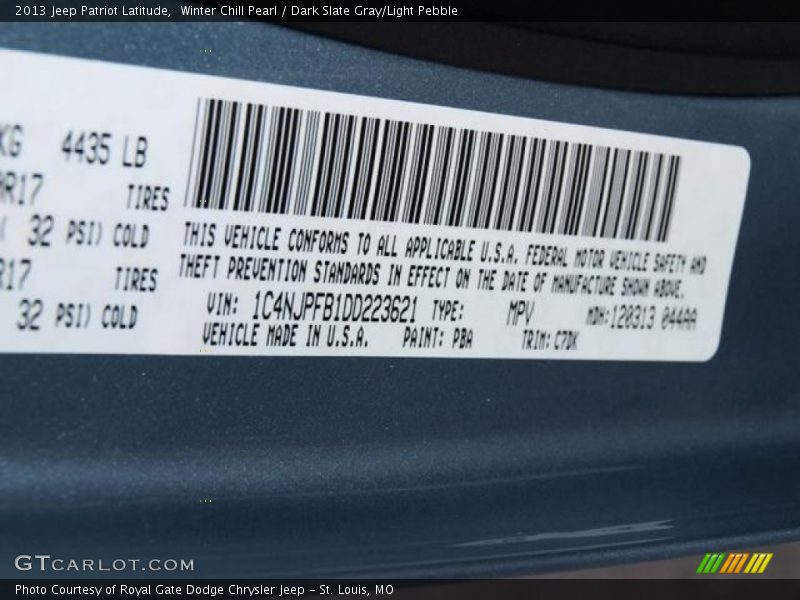 2013 Jeep Patriot Latitude, Winter Chill Pearl / Dark Slate Gray/Light Pebble
KG 4435 LB
R17 TIRES
( 32 PSI) COLD
R17 TIRES
32 PSI) COLD
THIS VEHICLE CONFORMS TO ALL APPLICABLE U.S.A. FEDERAL MOTOR VEHICLE SAFETY AND
THEFT PREVENTION STANDARDS IN EFFECT ON THE DATE OF MANUFACTURE SHOWN ABOVE.
VIN: 1C4NJPFB1DD223621 TYPE: MPV MDH: 120313 044AA
VEHICLE MADE IN U.S.A. PAINT: PBA TRIM: C7DK
GTCARLOT.COM
Photo Courtesy of Royal Gate Dodge Chrysler Jeep – St. Louis, MO